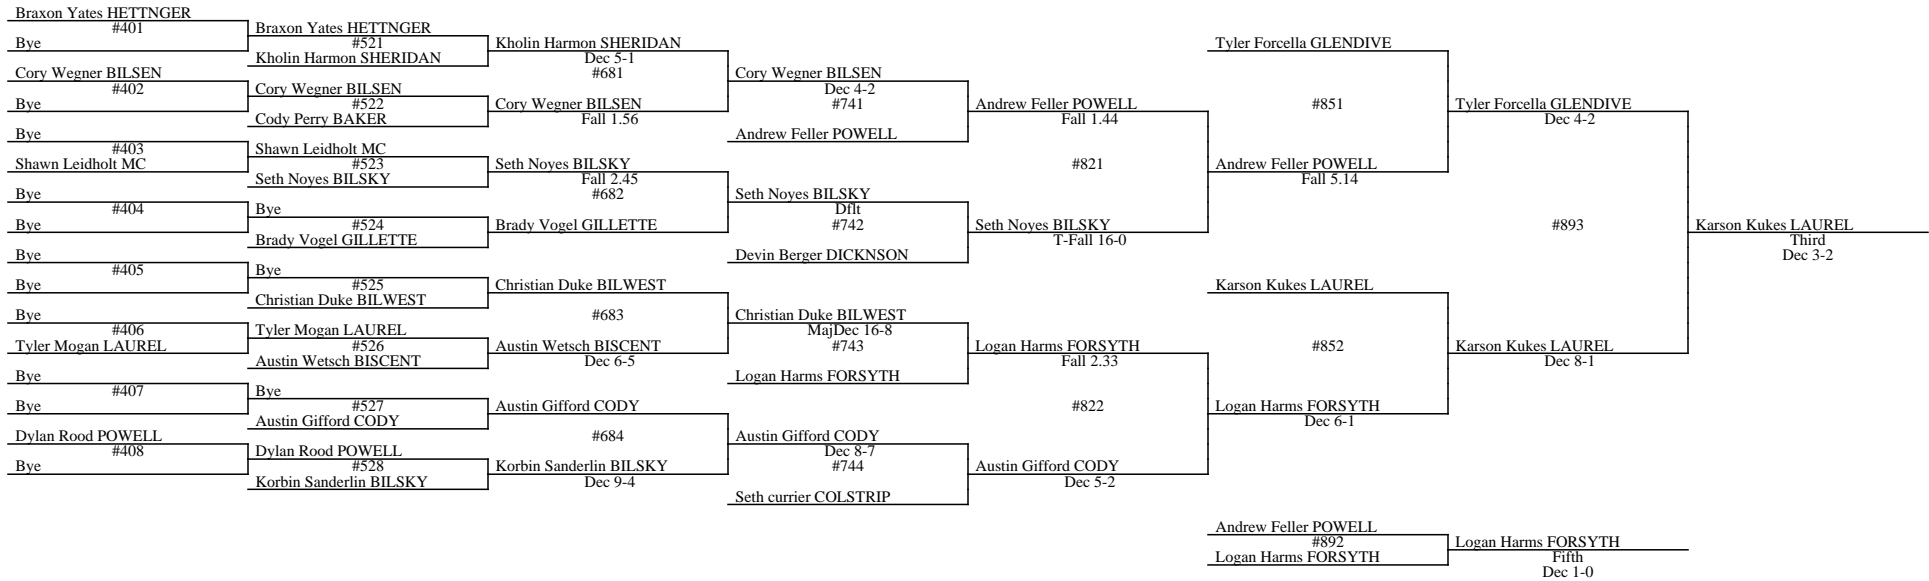 Braxon Yates HETTNGER
#401
Bye
Cory Wegner BILSEN
#402
Bye
Bye
#403
Shawn Leidholt MC
Bye
#404
Bye
Bye
#405
Bye
Bye
#406
Tyler Mogan LAUREL
Bye
#407
Bye
Dylan Rood POWELL
#408
Bye
Braxon Yates HETTNGER
#521
Kholin Harmon SHERIDAN
Cory Wegner BILSEN
#522
Cody Perry BAKER
Shawn Leidholt MC
#523
Seth Noyes BILSKY
Bye
#524
Brady Vogel GILLETTE
Bye
#525
Christian Duke BILWEST
Tyler Mogan LAUREL
#526
Austin Wetsch BISCENT
Bye
#527
Austin Gifford CODY
Dylan Rood POWELL
#528
Korbin Sanderlin BILSKY
Kholin Harmon SHERIDAN
Dec 5-1
#681
Cory Wegner BILSEN
Fall 1.56
Seth Noyes BILSKY
Fall 2.45
#682
Brady Vogel GILLETTE
Christian Duke BILWEST
#683
Austin Wetsch BISCENT
Dec 6-5
Austin Gifford CODY
#684
Korbin Sanderlin BILSKY
Dec 9-4
Cory Wegner BILSEN
Dec 4-2
#741
Andrew Feller POWELL
Seth Noyes BILSKY
Dflt
#742
Devin Berger DICKNSON
Christian Duke BILWEST
MajDec 16-8
#743
Logan Harms FORSYTH
Austin Gifford CODY
Dec 8-7
#744
Seth currier COLSTRIP
Andrew Feller POWELL
Fall 1.44
#821
Seth Noyes BILSKY
T-Fall 16-0
Logan Harms FORSYTH
Fall 2.33
#822
Austin Gifford CODY
Dec 5-2
Tyler Forcella GLENDIVE
#851
Andrew Feller POWELL
Fall 5.14
Karson Kukes LAUREL
#852
Logan Harms FORSYTH
Dec 6-1
Tyler Forcella GLENDIVE
Dec 4-2
#893
Karson Kukes LAUREL
Dec 8-1
Karson Kukes LAUREL
Third
Dec 3-2
Andrew Feller POWELL
#892
Logan Harms FORSYTH
Logan Harms FORSYTH
Fifth
Dec 1-0